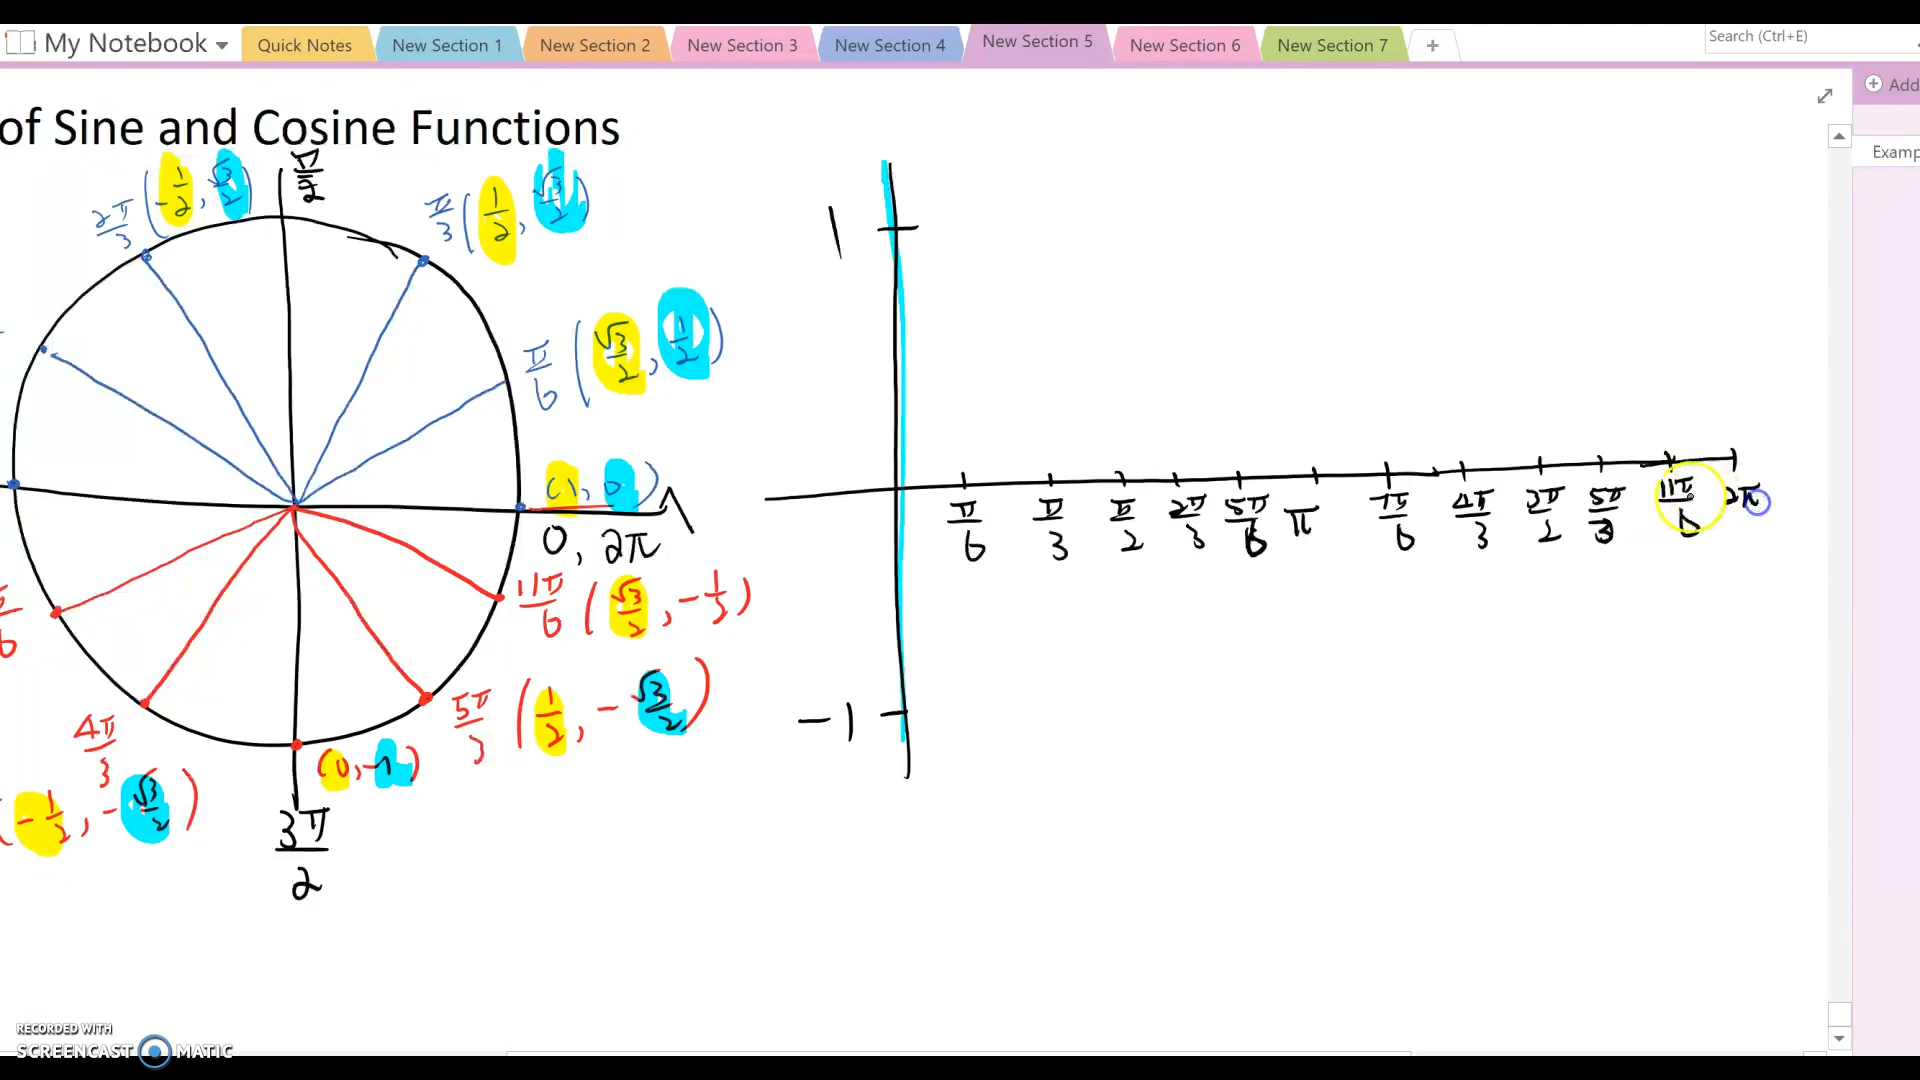 My Notebook
Quick Notes
New Section 1
New Section 2
New Section 3
New Section 4
New Section 5
New Section 6
New Section 7
+
Search (Ctrl+E)
Add
Examp
of Sine and Cosine Functions
π/2
2π/3 (-1/2, √3/2)
π/3 (1/2, √3/2)
π/6 (√3/2, 1/2)
(1, 0)
0, 2π
11π/6 (√3/2, -1/2)
5π/3 (1/2, -√3/2)
(0, -1)
3π/2
4π/3
(-1/2, -√3/2)
6
1
-1
π/6 π/3 π/2 2π/3 5π/6 π 7π/6 4π/3 3π/2 5π/3 11π/6 2π
RECORDED WITH
SCREENCAST MATIC